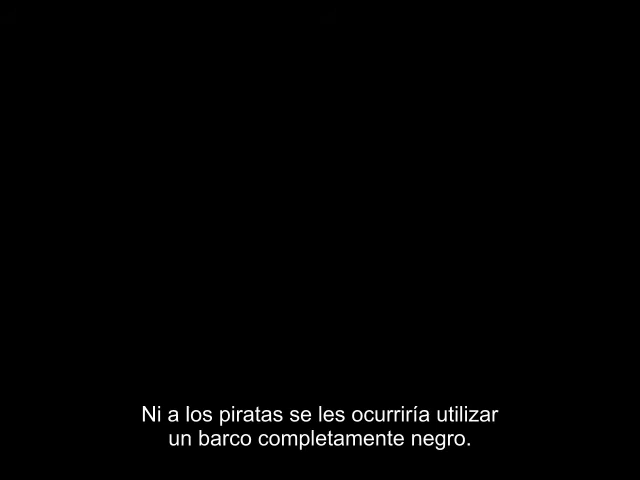 Ni a los piratas se les ocurriría utilizar
un barco completamente negro.